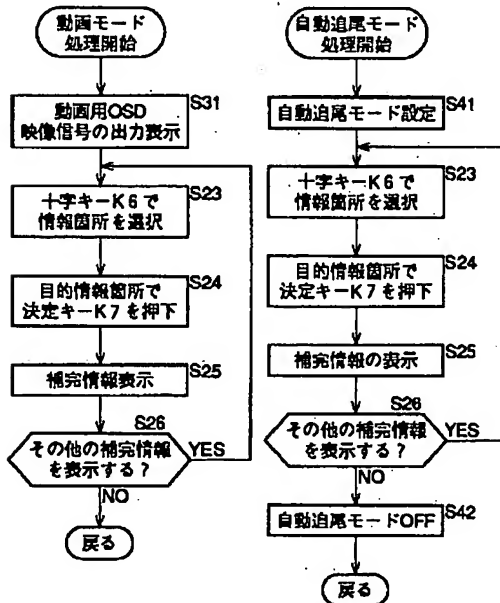 動画モード
処理開始
S31
動画用OSD
映像信号の出力表示
S23
十字キーK6で
情報箇所を選択
S24
目的情報箇所で
決定キーK7を押下
S25
補完情報表示
S26
その他の補完情報
を表示する？
YES
NO
戻る
自動追尾モード
処理開始
S41
自動追尾モード設定
S23
十字キーK6で
情報箇所を選択
S24
目的情報箇所で
決定キーK7を押下
S25
補完情報の表示
S26
その他の補完情報
を表示する？
YES
NO
S42
自動追尾モードOFF
戻る